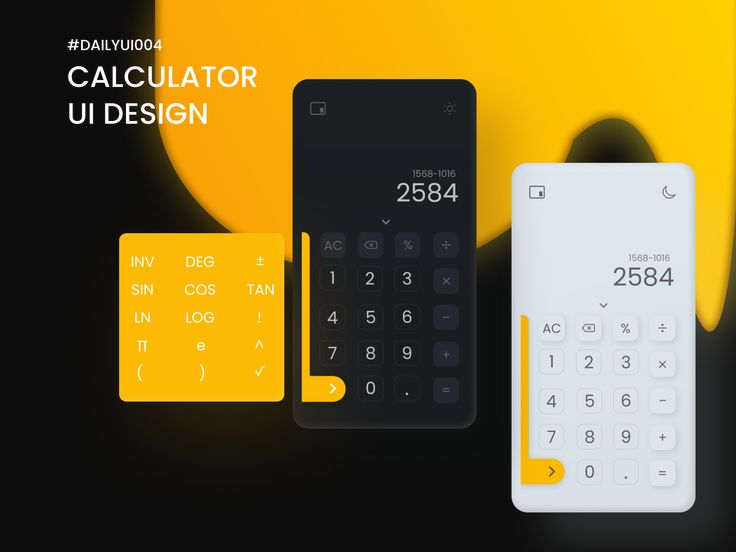 #DAILYUI004
CALCULATOR
UI DESIGN
INV DEG ±
SIN COS TAN
LN LOG !
π e ^
( ) √
1568-1016
2584
AC % ÷
1 2 3 ×
4 5 6 -
7 8 9 +
0 . =
1568-1016
2584
AC % ÷
1 2 3 ×
4 5 6 -
7 8 9 +
0 . =